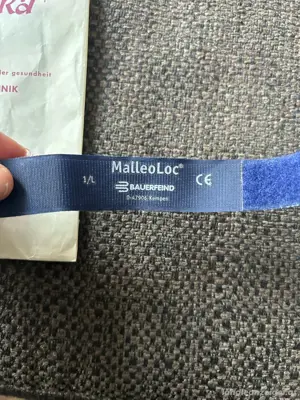 der gesundheit
NIK
MalleoLoc®
1/L
BAUERFEIND
CE
D-47906 Kempen